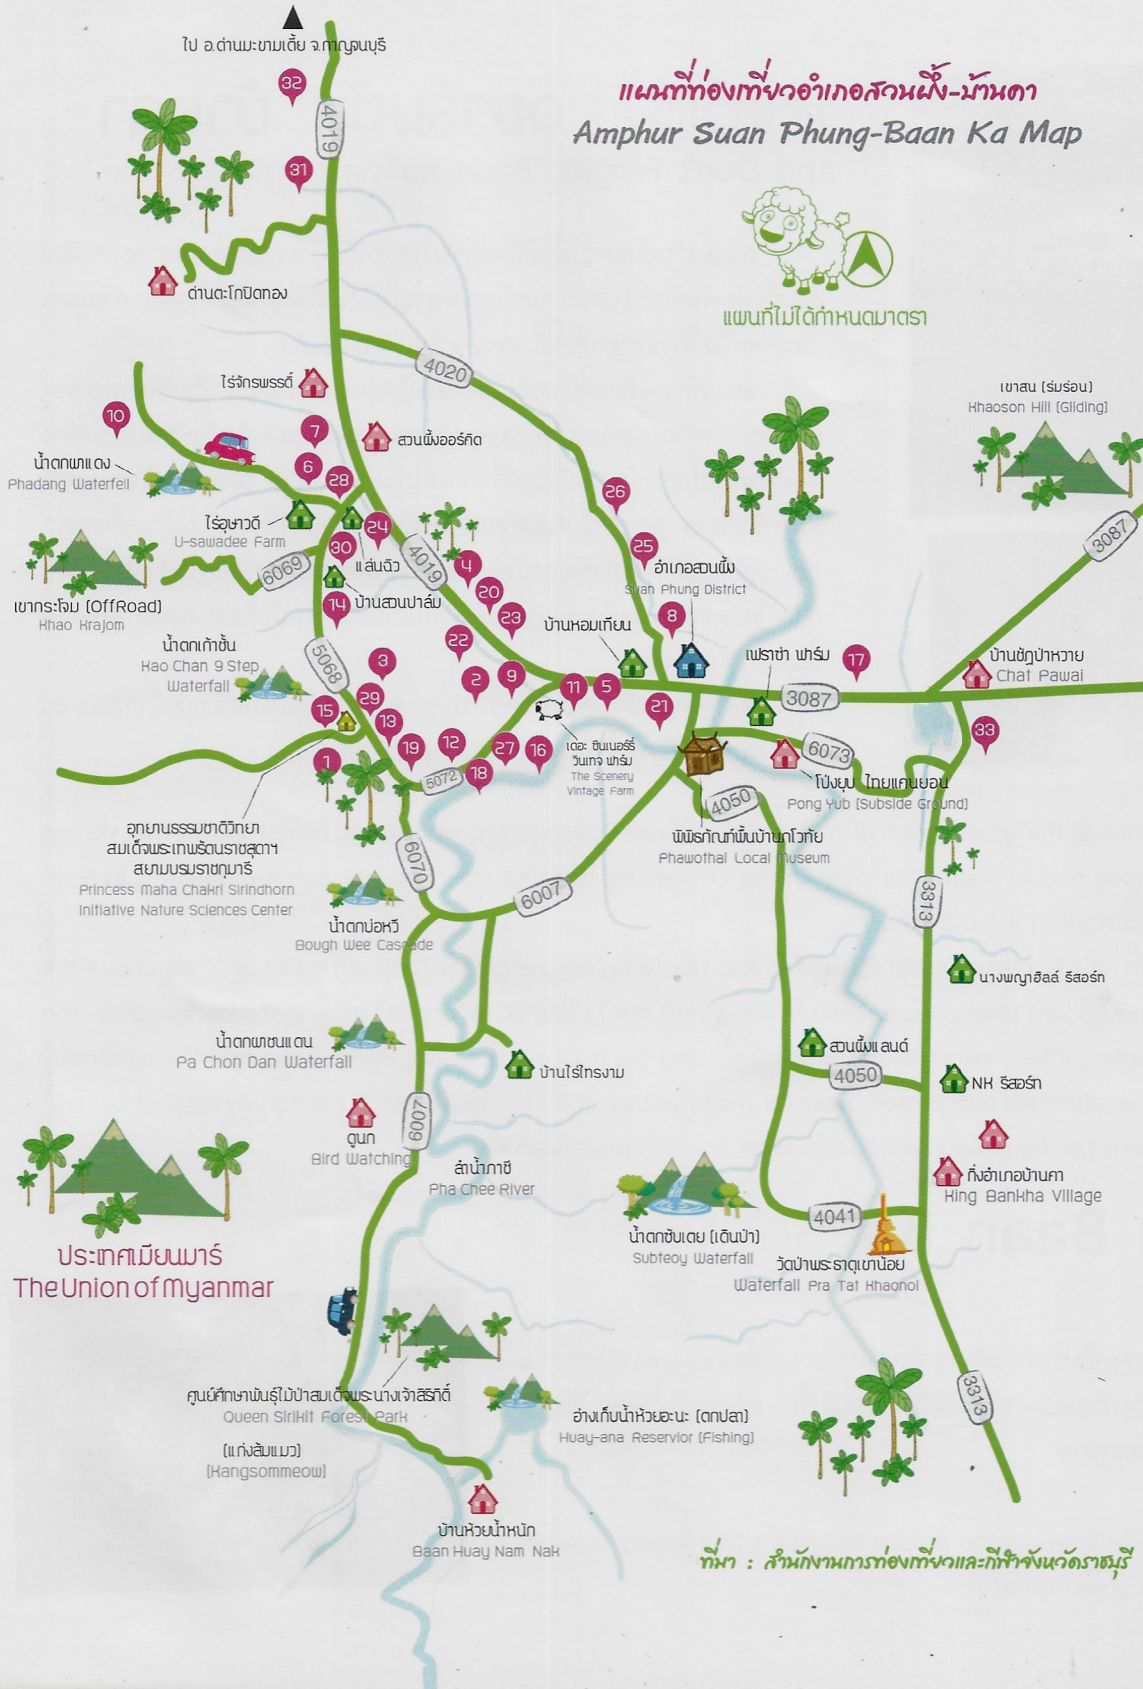 ไป อ.ด่านมะขามเตี้ย จ.กาญจนบุรี
32
4019
31
แผนที่ท่องเที่ยวอำเภอสวนผึ้ง-บ้านคา
Amphur Suan Phung-Baan Ka Map
แผนที่ไม่ได้กำหนดมาตรา
ด่านตะโกปิดทอง
4020
ไร่จักรพรรดิ์
สวนผึ้งออร์คิด
เขาสน (ร่มร่อน)
Khaoson Hill (Gliding)
10
7
6
28
น้ำตกผาแดง
Phadang Waterfell
ไร่อุษาวดี
U-sawadee Farm
24
30
แล่นฉิว
4019
26
25
3087
6069
เขากระโจม (OffRoad)
Khao Krajom
14
บ้านสวนปาล์ม
4
20
23
22
อำเภอสวนผึ้ง
Suan Phung District
8
บ้านหอมเทียน
น้ำตกเก้าชั้น
Kao Chan 9 Step
Waterfall
5068
3
29
15
13
19
1
2
9
11
5
21
เฟราซ่า ฟาร์ม
17
3087
บ้านชัฎป่าหวาย
Chat Pawai
33
12
27
16
18
5072
เดอะ ซีนเนอร์รี่
วินเทจ ฟาร์ม
The Scenery
Vintage Farm
6073
โป่งยุบ ไทยแคนยอน
Pong Yub (Subside Ground)
4050
พิพิธภัณฑ์พื้นบ้านภโวทัย
Phawothai Local Museum
อุทยานธรรมชาติวิทยา
สมเด็จพระเทพรัตนราชสุดาฯ
สยามบรมราชกุมารี
Princess Maha Chakri Sirindhorn
Initiative Nature Sciences Center
6070
6007
3313
น้ำตกบ่อหวี
Bough Wee Cascade
นางพญาฮิลล์ รีสอร์ท
น้ำตกผาชนแดน
Pa Chon Dan Waterfall
บ้านไร่ไทรงาม
สวนผึ้งแลนด์
4050
NK รีสอร์ท
6007
ดูนก
Bird Watching
ลำน้ำภาชี
Pha Chee River
กิ่งอำเภอบ้านคา
King Bankha Village
4041
น้ำตกซับเตย (เดินป่า)
Subteoy Waterfall
วัดป่าพระธาตุเขาน้อย
Waterfall Pra Tat Khaonoi
ประเทศเมียนมาร์
The Union of Myanmar
3313
ศูนย์ศึกษาพันธุ์ไม้ป่าสมเด็จพระนางเจ้าสิริกิติ์
Queen Sirikit Forest Park
(แก่งส้มแมว)
(Kangsommeow)
อ่างเก็บน้ำห้วยอะนะ (ตกปลา)
Huay-ana Reservior (Fishing)
บ้านห้วยน้ำหนัก
Baan Huay Nam Nak
ที่มา : สำนักงานการท่องเที่ยวและกีฬาจังหวัดราชบุรี